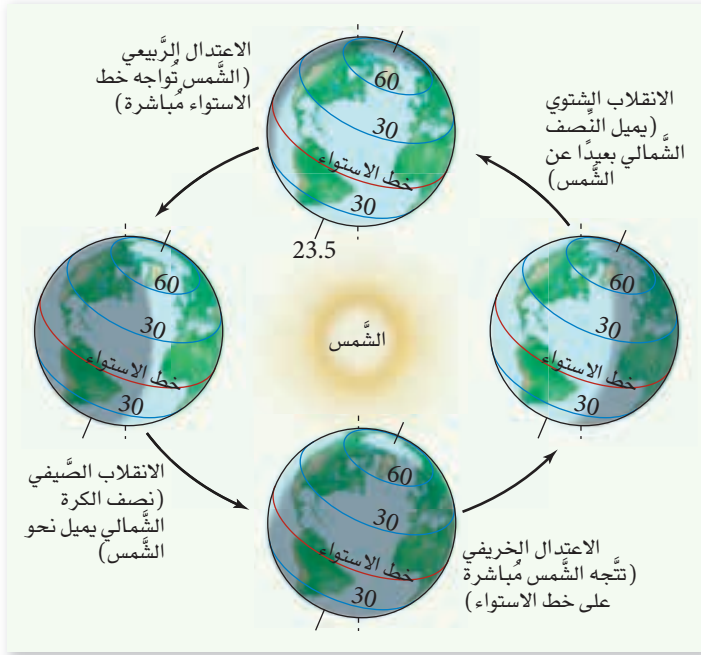 الاعتدال الرَّبيعي
(الشَّمس تُواجه خط
الاستواء مُباشرة)
60
30
خط الاستواء
30
23.5
الانقلاب الشتوي
(يميل النِّصف
الشَّمالي بعيدًا عن
الشَّمس)
60
30
خط الاستواء
30
الشَّمس
60
30
خط الاستواء
30
الانقلاب الصَّيفي
(نصف الكرة
الشَّمالي يميل نحو
الشَّمس)
60
30
خط الاستواء
30
الاعتدال الخريفي
(تتَّجه الشَّمس مُباشرة
على خط الاستواء)